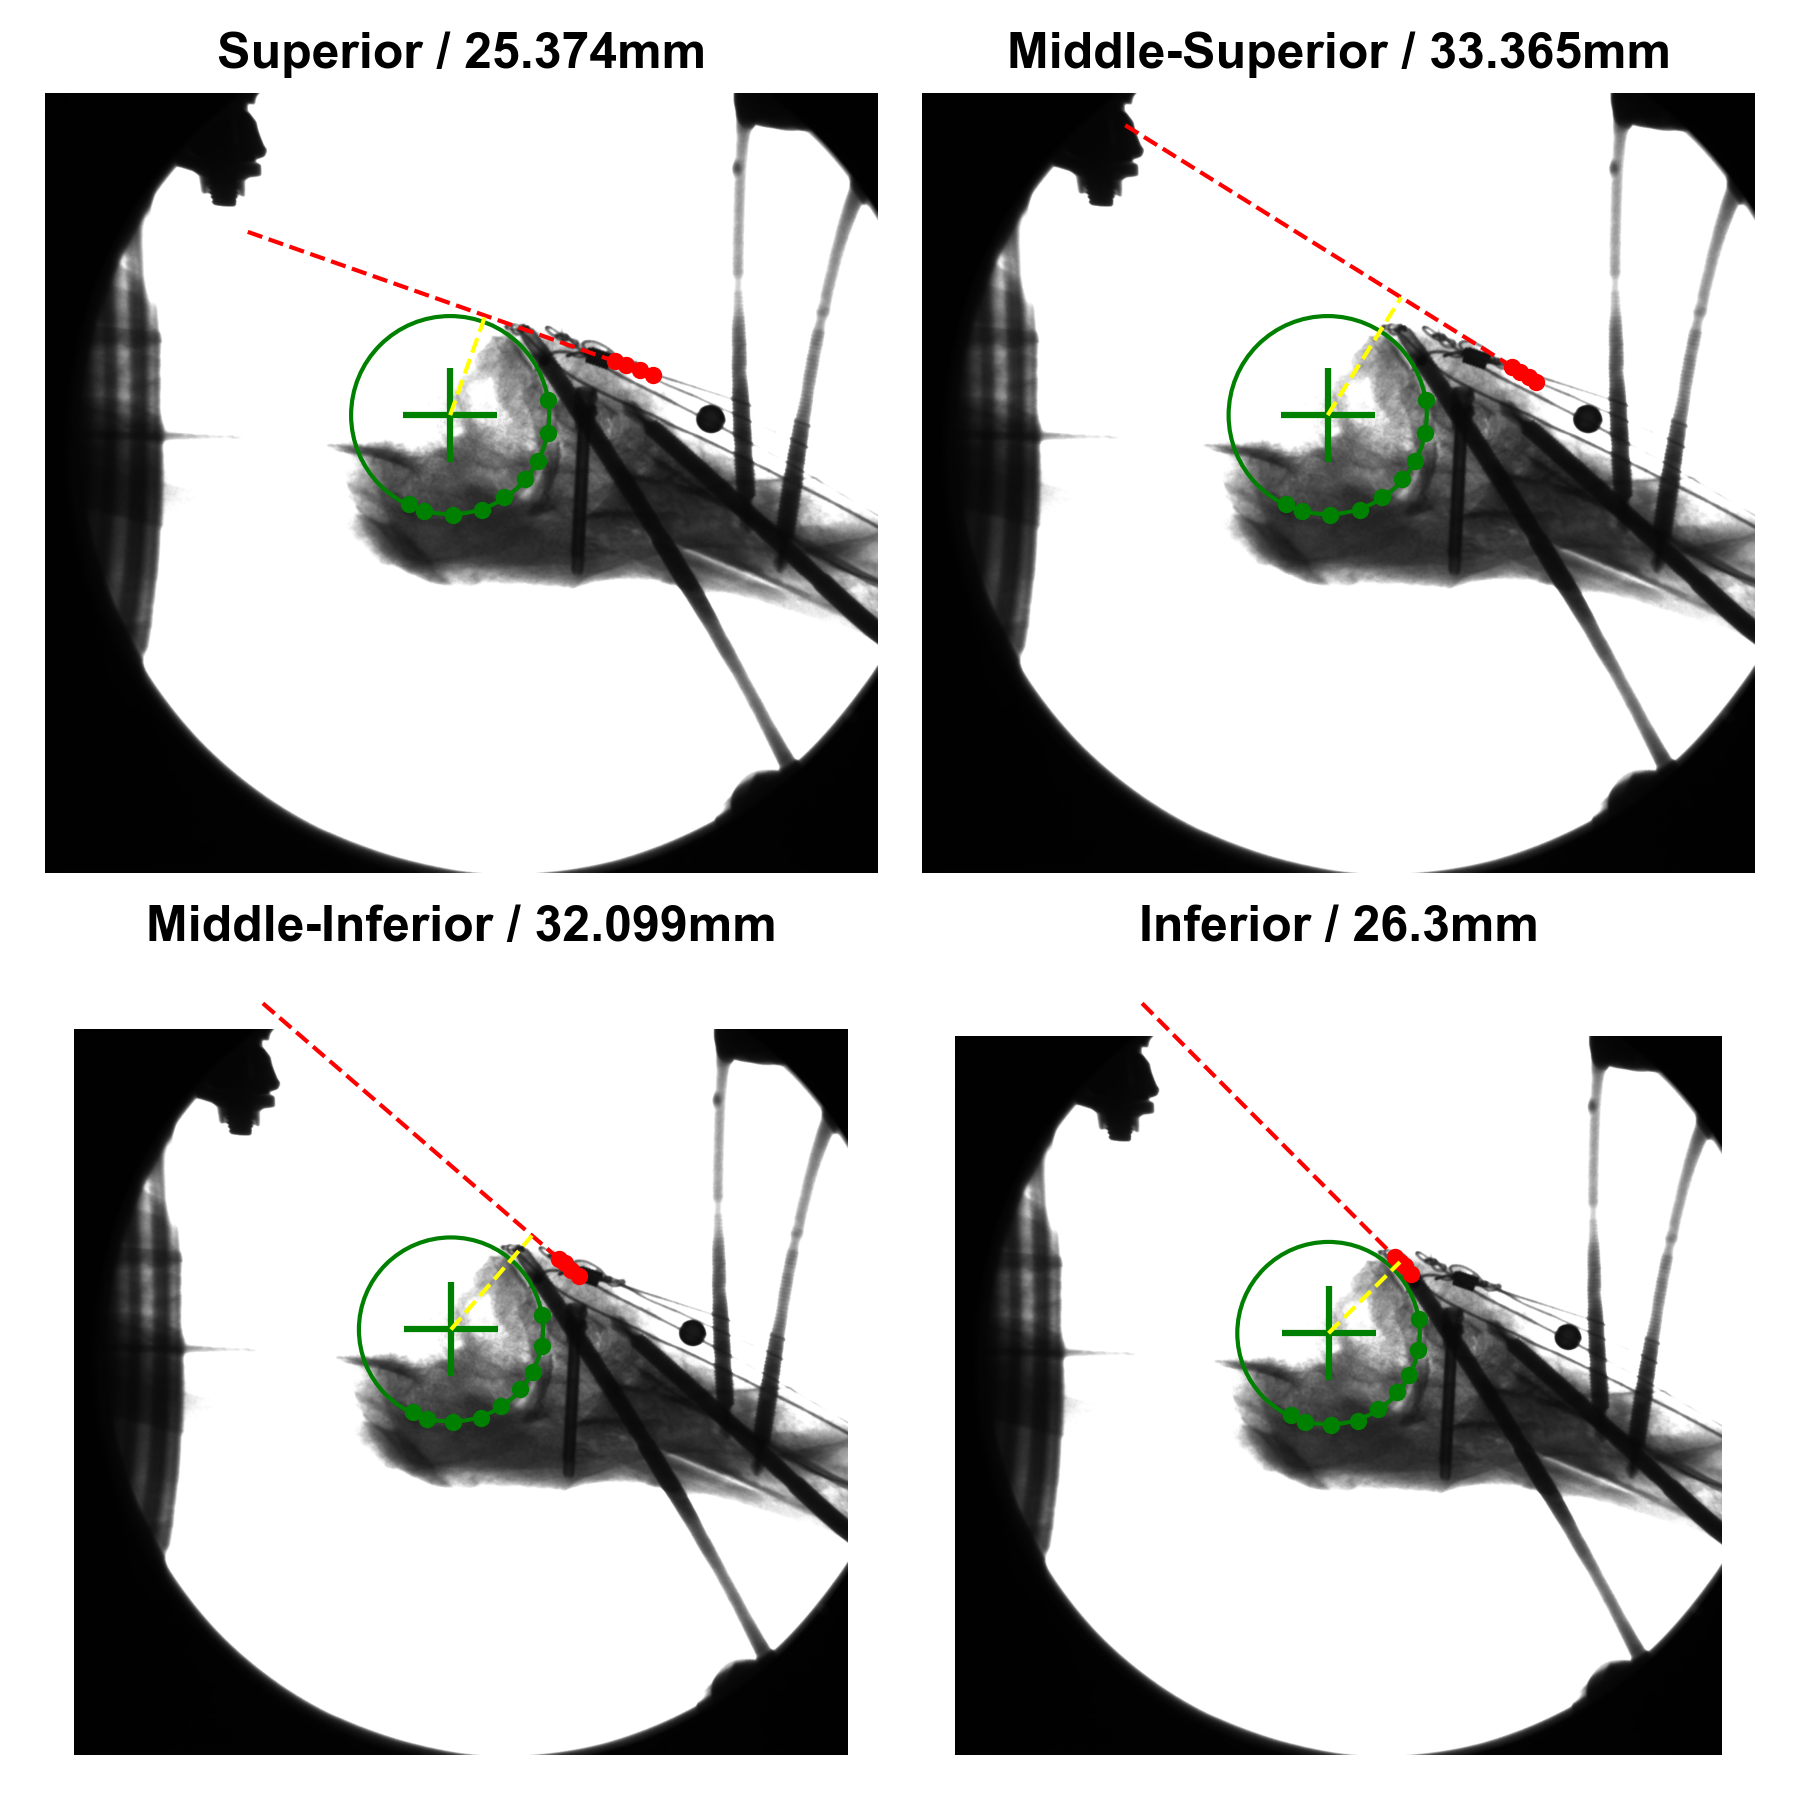 Superior / 25.374mm
Middle-Superior / 33.365mm
Middle-Inferior / 32.099mm
Inferior / 26.3mm